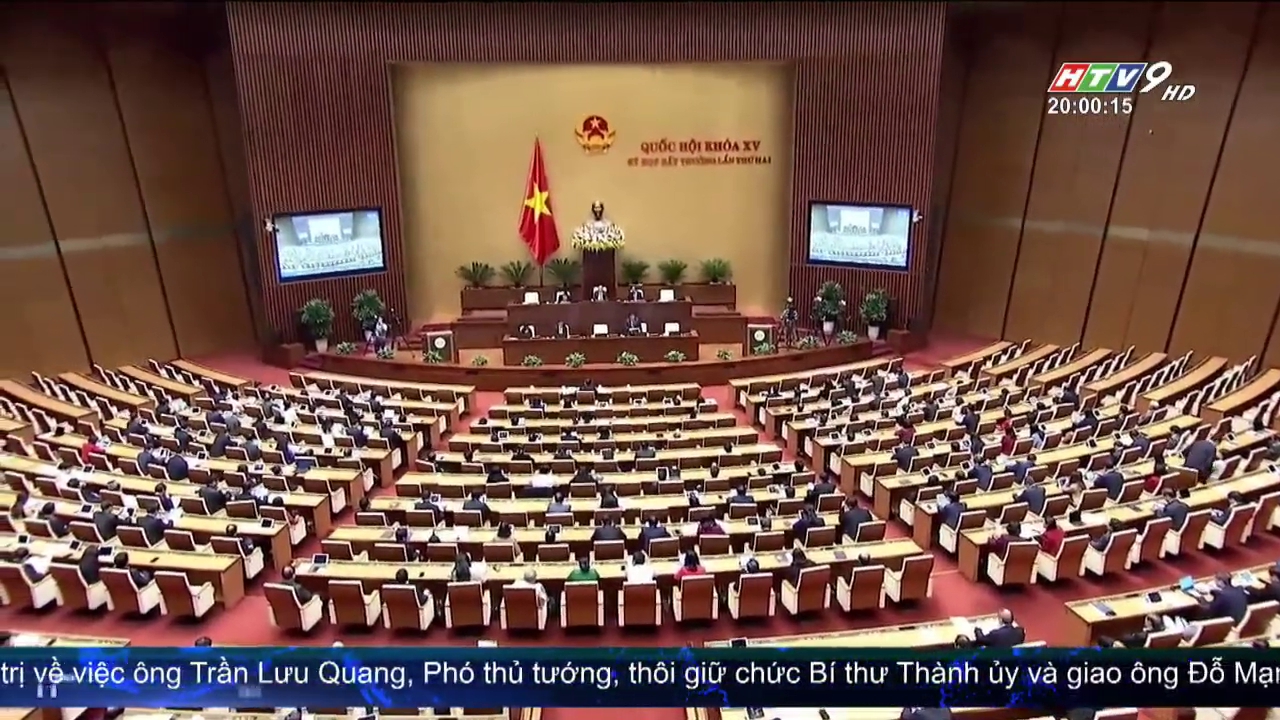 HTV9 HD
20:00:15
QUỐC HỘI KHÓA XV
KỲ HỌP BẤT THƯỜNG LẦN THỨ HAI
trị về việc ông Trần Lưu Quang, Phó thủ tướng, thôi giữ chức Bí thư Thành ủy và giao ông Đỗ Mạn